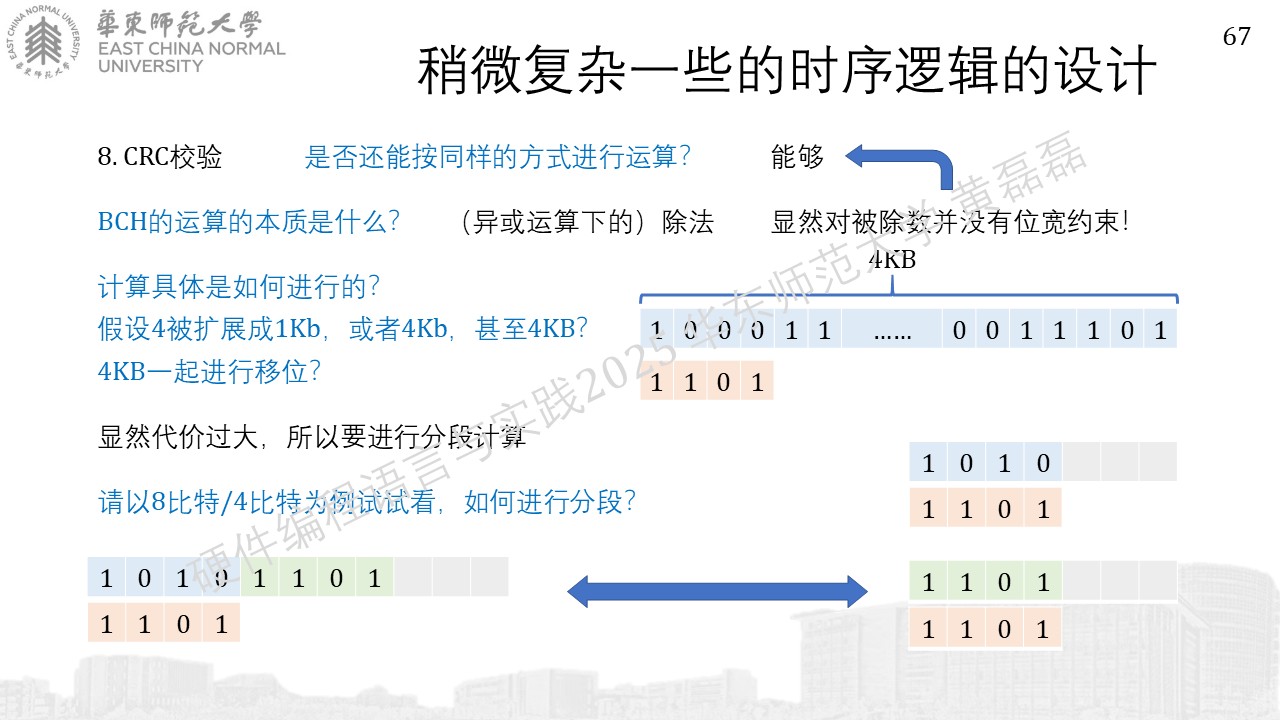 華東師範大學
EAST CHINA NORMAL
UNIVERSITY
EAST CHINA NORMAL UNIVERSITY
華東師範大學
67
稍微复杂一些的时序逻辑的设计
8. CRC校验 是否还能按同样的方式进行运算？ 能够
BCH的运算的本质是什么？ （异或运算下的）除法 显然对被除数并没有位宽约束！
4KB
计算具体是如何进行的？
假设4被扩展成1Kb，或者4Kb，甚至4KB？
1 0 0 0 1 1 …… 0 0 1 1 1 0 1
4KB一起进行移位？
1 1 0 1
显然代价过大，所以要进行分段计算
1 0 1 0
请以8比特/4比特为例试试看，如何进行分段？
1 1 0 1
1 0 1 0 1 1 0 1
1 1 0 1
1 1 0 1
1 1 0 1
硬件编程语言与实践2025 华东师范大学 黄磊磊